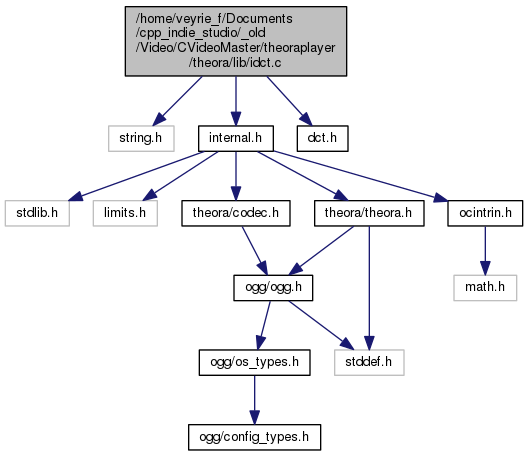 /home/veyrie_f/Documents
/cpp_indie_studio/_old
/Video/CVideoMaster/theoraplayer
/theora/lib/idct.c
string.h
internal.h
dct.h
stdlib.h
limits.h
theora/codec.h
theora/theora.h
ocintrin.h
ogg/ogg.h
math.h
ogg/os_types.h
stddef.h
ogg/config_types.h